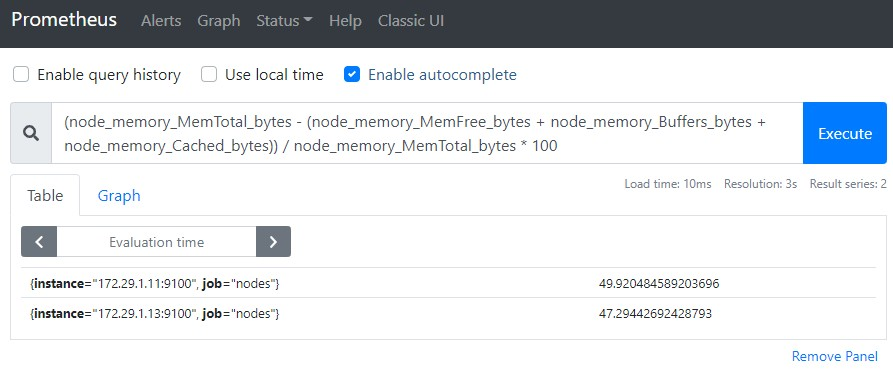 Prometheus Alerts Graph Status Help Classic UI
Enable query history Use local time Enable autocomplete
(node_memory_MemTotal_bytes - (node_memory_MemFree_bytes + node_memory_Buffers_bytes +
node_memory_Cached_bytes)) / node_memory_MemTotal_bytes * 100
Execute
Load time: 10ms Resolution: 3s Result series: 2
Table Graph
Evaluation time
{instance="172.29.1.11:9100", job="nodes"} 49.920484589203696
{instance="172.29.1.13:9100", job="nodes"} 47.29442692428793
Remove Panel